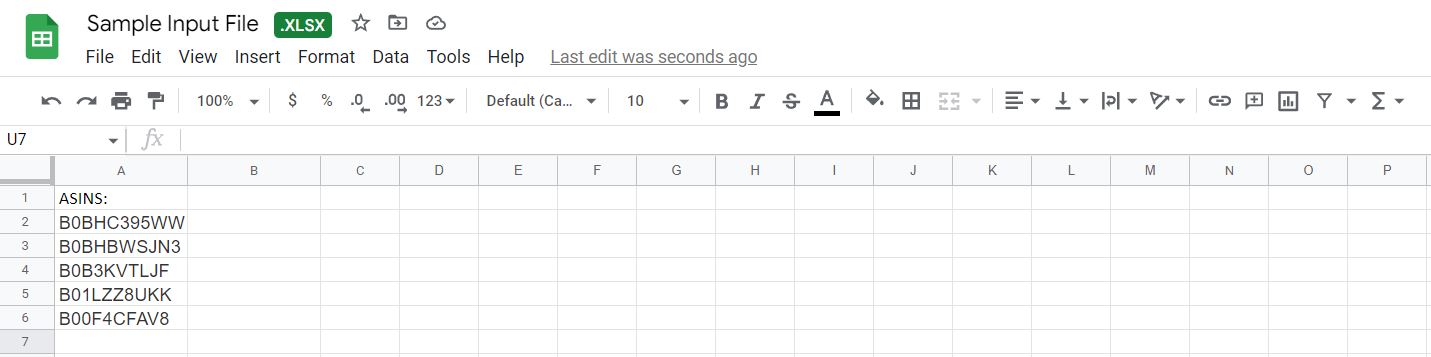 Sample Input File .XLSX
File Edit View Insert Format Data Tools Help Last edit was seconds ago
100% $ % .0 .00 123 Default (Ca... 10 B I S A
U7 fx
A B C D E F G H I J K L M N O P
1 ASINS:
2 B0BHC395WW
3 B0BHBWSJN3
4 B0B3KVTLJF
5 B01LZZ8UKK
6 B00F4CFAV8
7